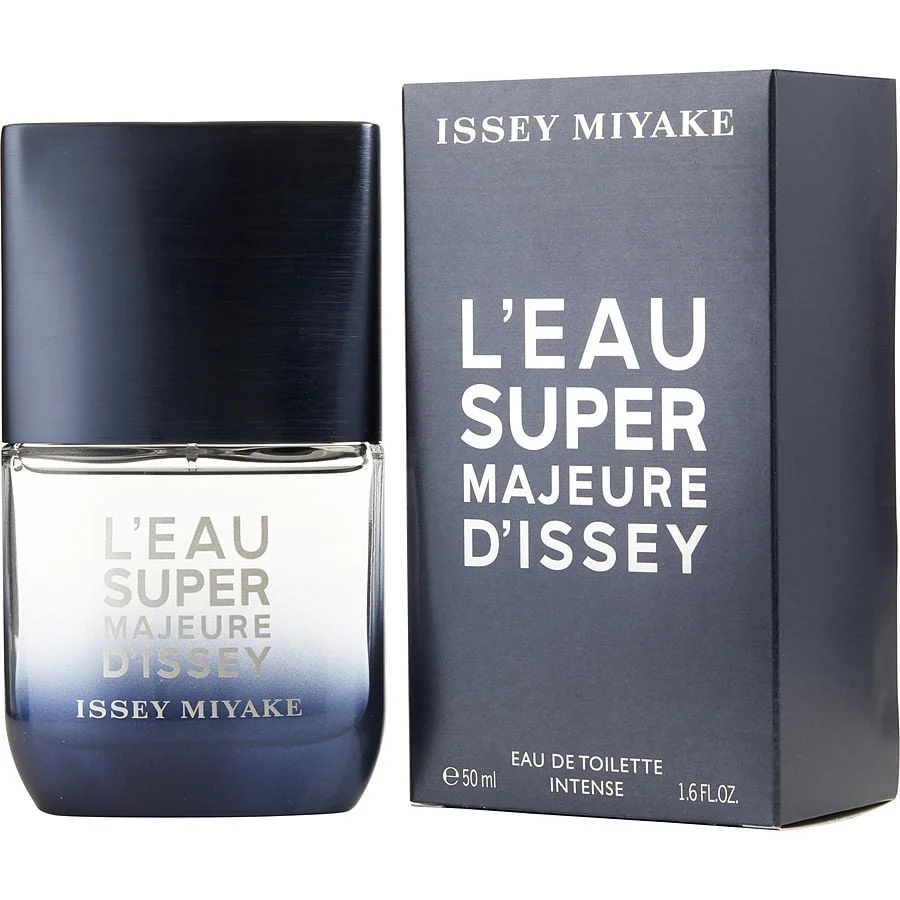 L'EAU
SUPER
MAJEURE
D'ISSEY
ISSEY MIYAKE
ISSEY MIYAKE
L'EAU
SUPER
MAJEURE
D'ISSEY
EAU DE TOILETTE
INTENSE
℮ 50 ml
1.6 FL.OZ.